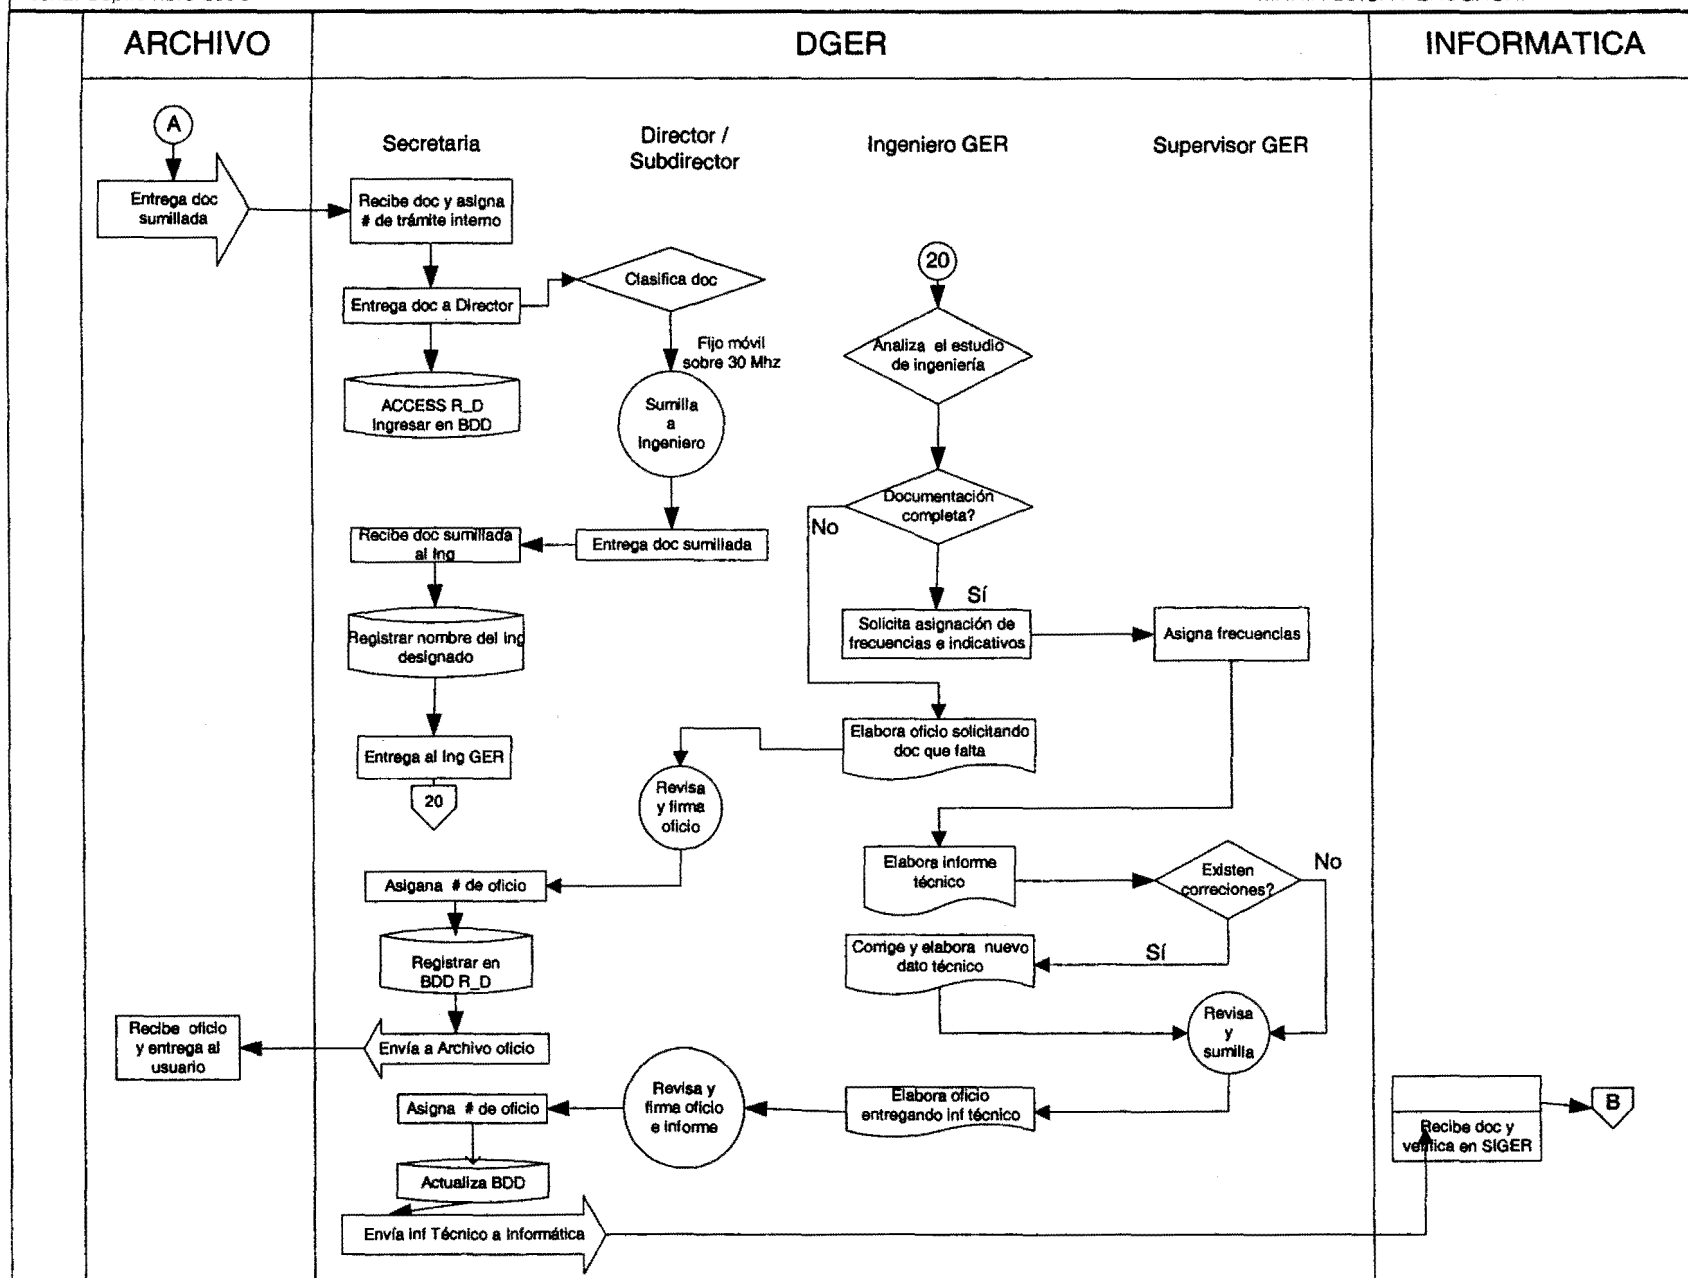 ARCHIVO
DGER
INFORMATICA
A
Entrega doc
sumillada
Secretaria
Director /
Subdirector
Ingeniero GER
Supervisor GER
Recibe doc y asigna
# de trámite interno
Entrega doc a Director
ACCESS R_D
Ingresar en BDD
Clasifica doc
Fijo móvil
sobre 30 Mhz
Sumilla
a
Ingeniero
Entrega doc sumillada
Recibe doc sumillada
al Ing
Registrar nombre del Ing
designado
Entrega al Ing GER
20
20
Analiza el estudio
de ingeniería
Documentación
completa?
No
Sí
Solicita asignación de
frecuencias e indicativos
Asigna frecuencias
Elabora oficio solicitando
doc que falta
Revisa
y firma
oficio
Asigana # de oficio
Registrar en
BDD R_D
Envía a Archivo oficio
Recibe oficio
y entrega al
usuario
Elabora informe
técnico
Existen
correciones?
No
Sí
Corrige y elabora nuevo
dato técnico
Revisa
y
sumilla
Elabora oficio
entregando inf técnico
Revisa y
firma oficio
e informe
Asigna # de oficio
Actualiza BDD
Envía inf Técnico a Informática
Recibe doc y
verifica en SIGER
B